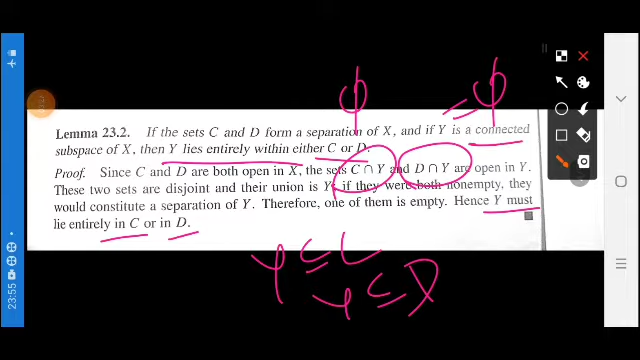 ϕ
= ϕ
Lemma 23.2. If the sets C and D form a separation of X, and if Y is a connected
subspace of X, then Y lies entirely within either C or D.
Proof. Since C and D are both open in X, the sets C ∩ Y and D ∩ Y are open in Y.
These two sets are disjoint and their union is Y; if they were both nonempty, they
would constitute a separation of Y. Therefore, one of them is empty. Hence Y must
lie entirely in C or in D.
Y ⊆ C
Y ⊆ D
23:55